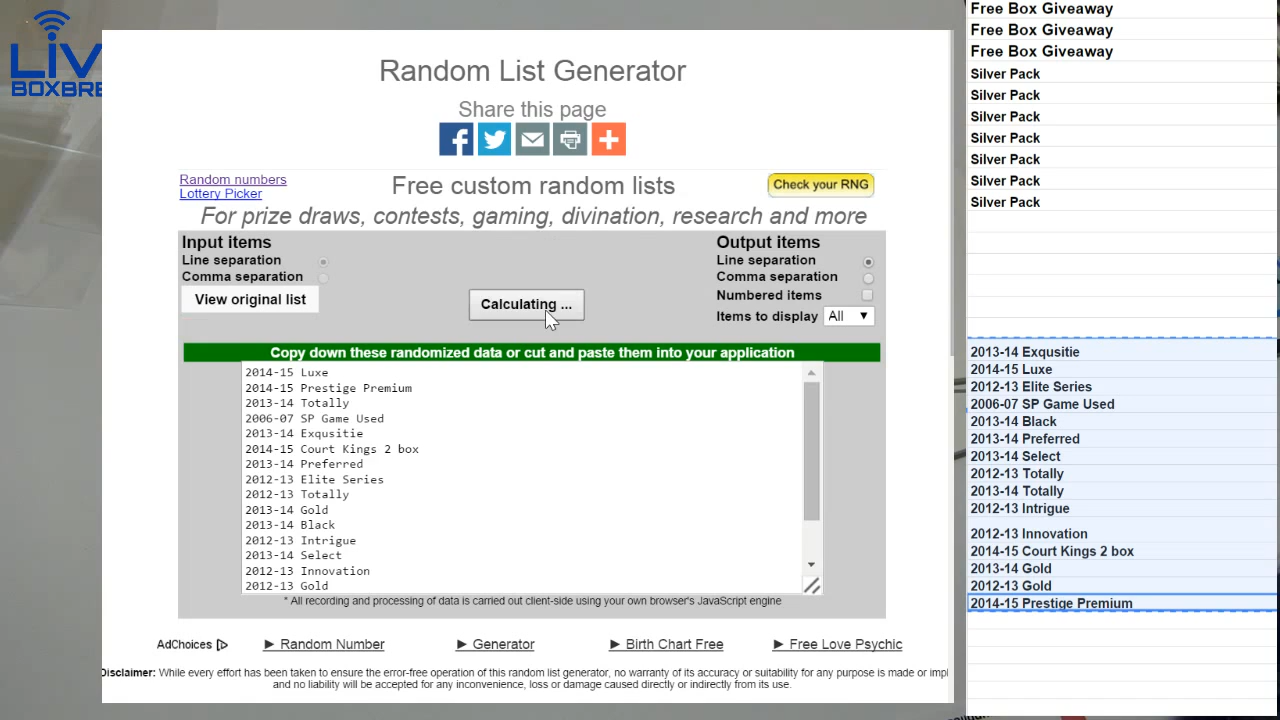 LIV
BOXBRE
Random List Generator
Share this page
Random numbers
Lottery Picker
Free custom random lists
Check your RNG
For prize draws, contests, gaming, divination, research and more
Input items
Line separation
Comma separation
View original list
Calculating ...
Output items
Line separation
Comma separation
Numbered items
Items to display All
Copy down these randomized data or cut and paste them into your application
2014-15 Luxe
2014-15 Prestige Premium
2013-14 Totally
2006-07 SP Game Used
2013-14 Exqusitie
2014-15 Court Kings 2 box
2013-14 Preferred
2012-13 Elite Series
2012-13 Totally
2013-14 Gold
2013-14 Black
2012-13 Intrigue
2013-14 Select
2012-13 Innovation
2012-13 Gold
* All recording and processing of data is carried out client-side using your own browser's JavaScript engine
AdChoices
Random Number
Generator
Birth Chart Free
Free Love Psychic
Disclaimer: While every effort has been taken to ensure the error-free operation of this random list generator, no warranty of its accuracy or suitability for any purpose is made or impl
and no liability will be accepted for any inconvenience, loss or damage caused directly or indirectly from its use.
Free Box Giveaway
Free Box Giveaway
Free Box Giveaway
Silver Pack
Silver Pack
Silver Pack
Silver Pack
Silver Pack
Silver Pack
Silver Pack
2013-14 Exqusitie
2014-15 Luxe
2012-13 Elite Series
2006-07 SP Game Used
2013-14 Black
2013-14 Preferred
2013-14 Select
2012-13 Totally
2013-14 Totally
2012-13 Intrigue
2012-13 Innovation
2014-15 Court Kings 2 box
2013-14 Gold
2012-13 Gold
2014-15 Prestige Premium